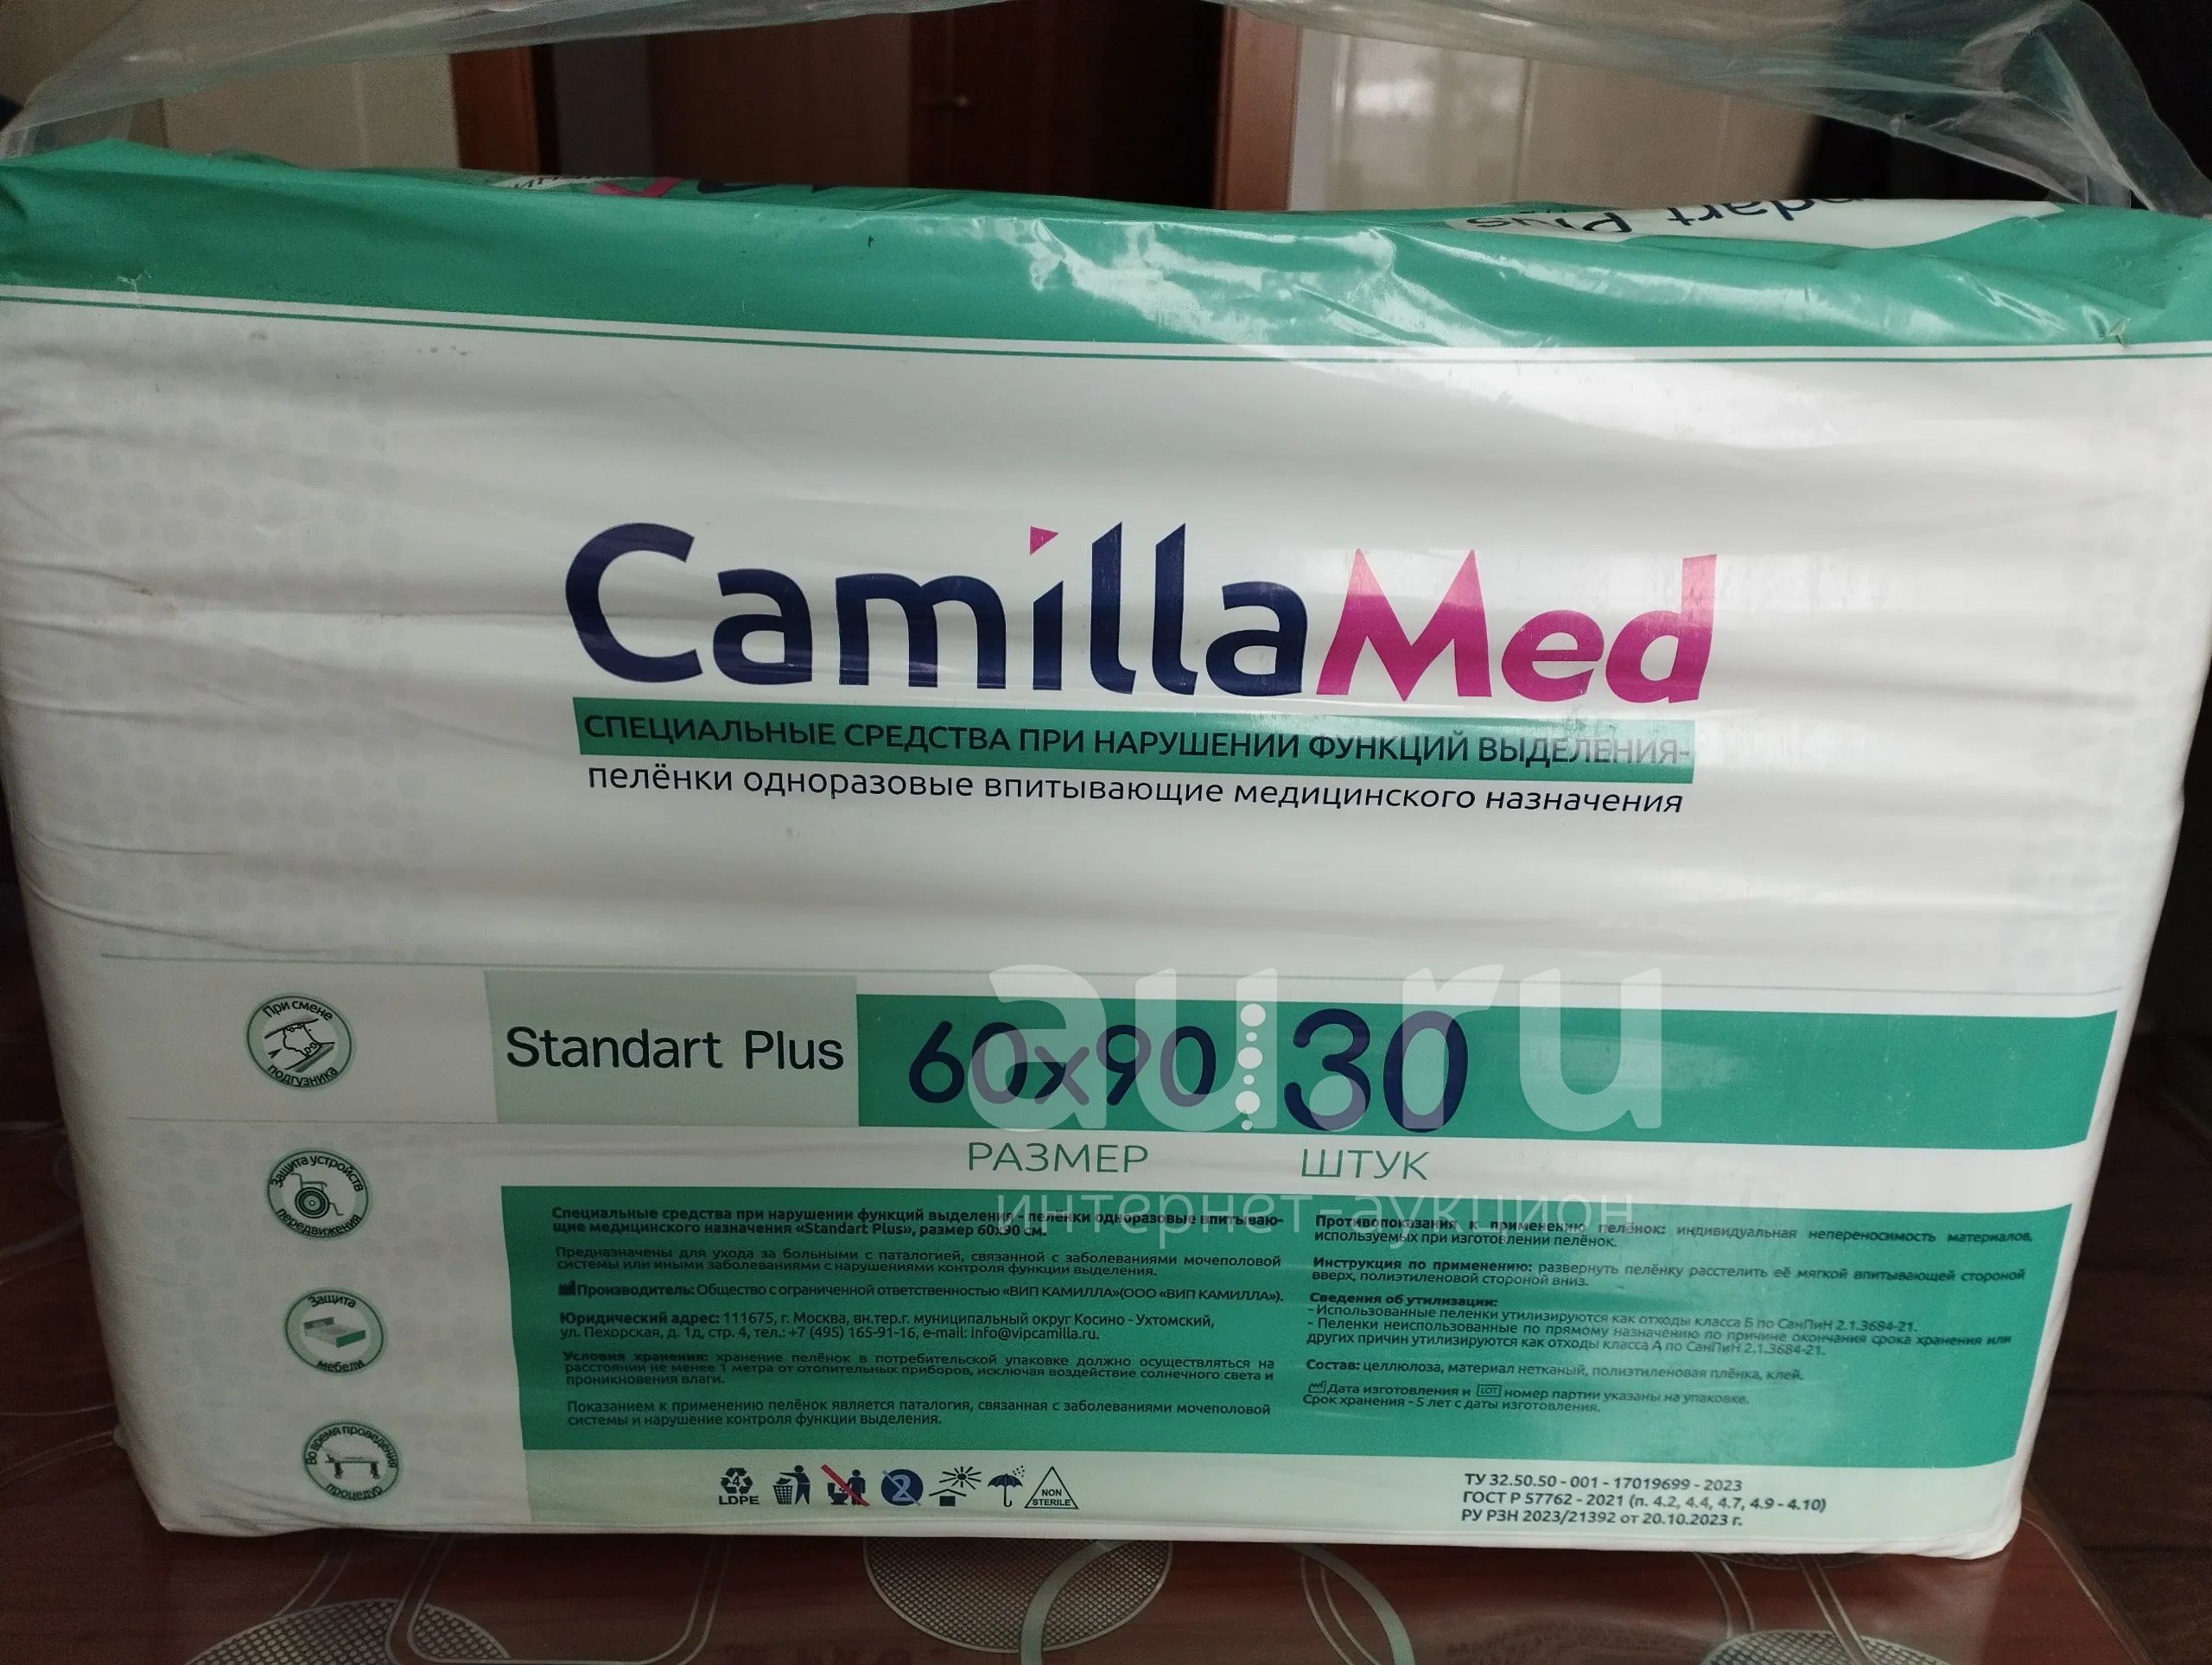 andart Plus
CamillaMed
СПЕЦИАЛЬНЫЕ СРЕДСТВА ПРИ НАРУШЕНИИ ФУНКЦИЙ ВЫДЕЛЕНИЯ-
пелёнки одноразовые впитывающие медицинского назначения
При смене
подгузника
Standart Plus
60x90
30
au.ru
РАЗМЕР
ШТУК
интернет-аукцион
Защита устройств
передвижения
Защита
мебели
Во время проведения
процедур
Специальные средства при нарушении функций выделения - пелёнки одноразовые впитываю-
щие медицинского назначения «Standart Plus», размер 60х90 см.
Предназначены для ухода за больными с паталогией, связанной с заболеваниями мочеполовой
системы или иными заболеваниями с нарушениями контроля функции выделения.
Производитель: Общество с ограниченной ответственностью «ВИП КАМИЛЛА»(ООО «ВИП КАМИЛЛА»).
Юридический адрес: 111675, г. Москва, вн.тер.г. муниципальный округ Косино - Ухтомский,
ул. Пехорская, д. 1д, стр. 4, тел.: +7 (495) 165-91-16, e-mail: info@vipcamilla.ru.
Условия хранения: хранение пелёнок в потребительской упаковке должно осуществляться на
расстоянии не менее 1 метра от отопительных приборов, исключая воздействие солнечного света и
проникновения влаги.
Показанием к применению пелёнок является паталогия, связанная с заболеваниями мочеполовой
системы и нарушение контроля функции выделения.
Противопоказания к применению пелёнок: индивидуальная непереносимость материалов,
используемых при изготовлении пелёнок.
Инструкция по применению: развернуть пелёнку расстелить её мягкой впитывающей стороной
вверх, полиэтиленовой стороной вниз.
Сведения об утилизации:
- Использованные пеленки утилизируются как отходы класса Б по СанПиН 2.1.3684-21.
- Пеленки неиспользованные по прямому назначению по причине окончания срока хранения или
других причин утилизируются как отходы класса А по СанПиН 2.1.3684-21.
Состав: целлюлоза, материал нетканый, полиэтиленовая плёнка, клей.
Дата изготовления и LOT номер партии указаны на упаковке.
Срок хранения - 5 лет с даты изготовления.
4
LDPE
2
NON
STERILE
ТУ 32.50.50 - 001 - 17019699 - 2023
ГОСТ Р 57762 - 2021 (п. 4.2, 4.4, 4.7, 4.9 - 4.10)
РУ РЗН 2023/21392 от 20.10.2023 г.